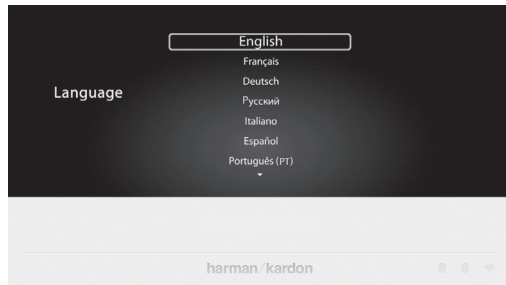 English
Français
Deutsch
Language
Русский
Italiano
Español
Português (PT)
harman/kardon